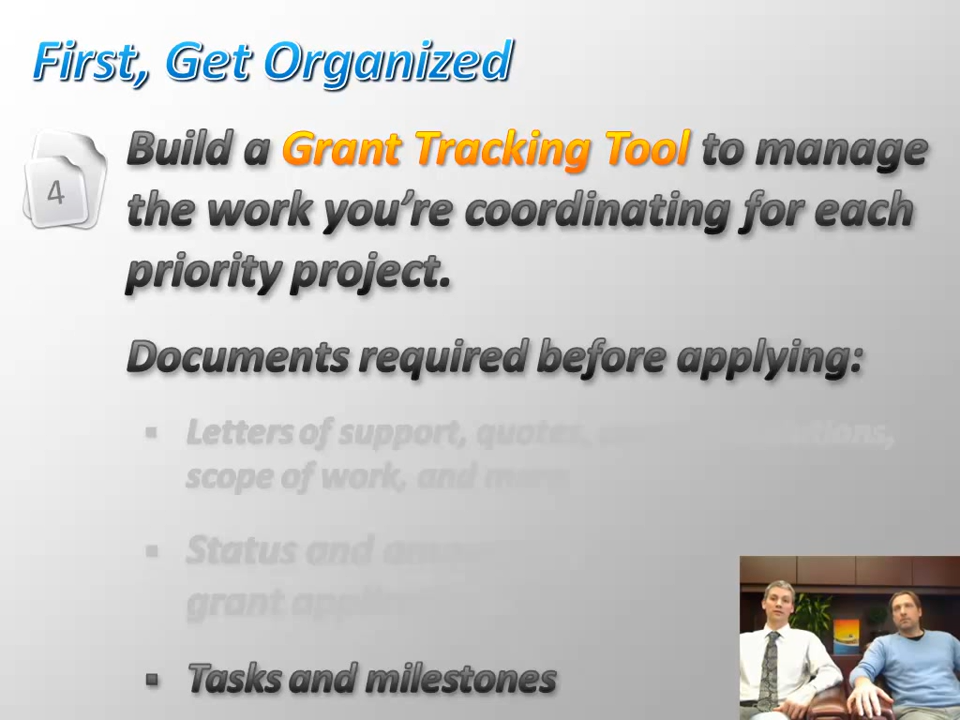 First, Get Organized
4
Build a Grant Tracking Tool to manage
the work you’re coordinating for each
priority project.
Documents required before applying:
▪ Letters of support, quotes,
scope of work, and more
▪ Status and
grant
▪ Tasks and milestones